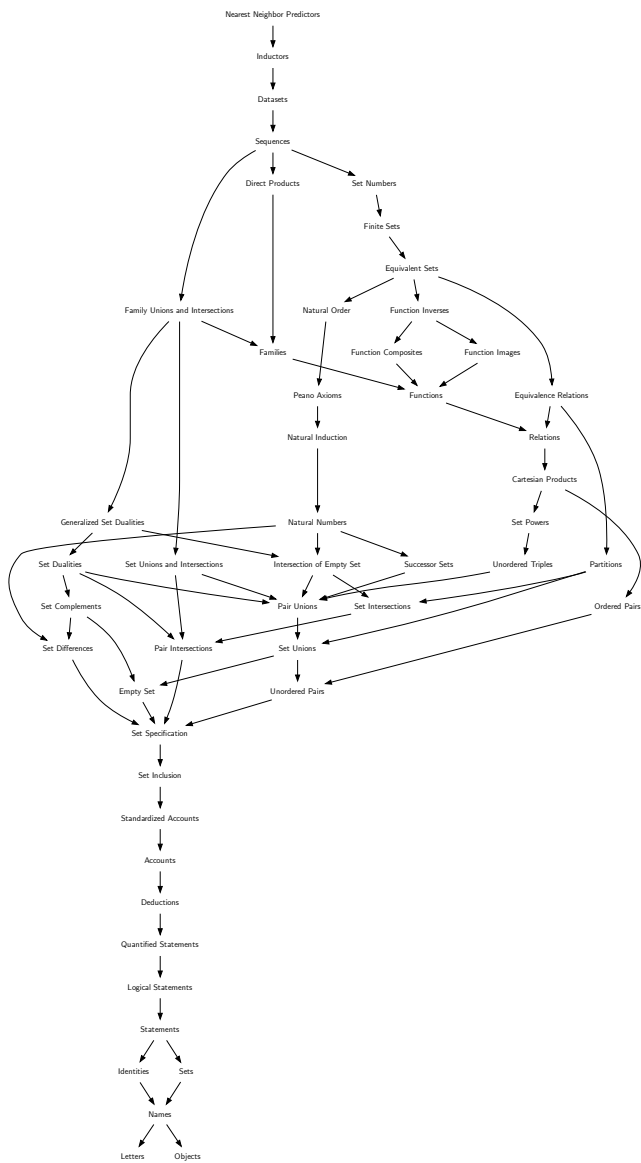 Nearest Neighbor Predictors
Inductors
Datasets
Sequences
Direct Products
Set Numbers
Finite Sets
Equivalent Sets
Family Unions and Intersections
Natural Order
Function Inverses
Families
Function Composites
Function Images
Peano Axioms
Functions
Equivalence Relations
Natural Induction
Relations
Cartesian Products
Generalized Set Dualities
Natural Numbers
Set Powers
Set Dualities
Set Unions and Intersections
Intersection of Empty Set
Successor Sets
Unordered Triples
Partitions
Set Complements
Pair Unions
Set Intersections
Ordered Pairs
Set Differences
Pair Intersections
Set Unions
Empty Set
Unordered Pairs
Set Specification
Set Inclusion
Standardized Accounts
Accounts
Deductions
Quantified Statements
Logical Statements
Statements
Identities
Sets
Names
Letters
Objects